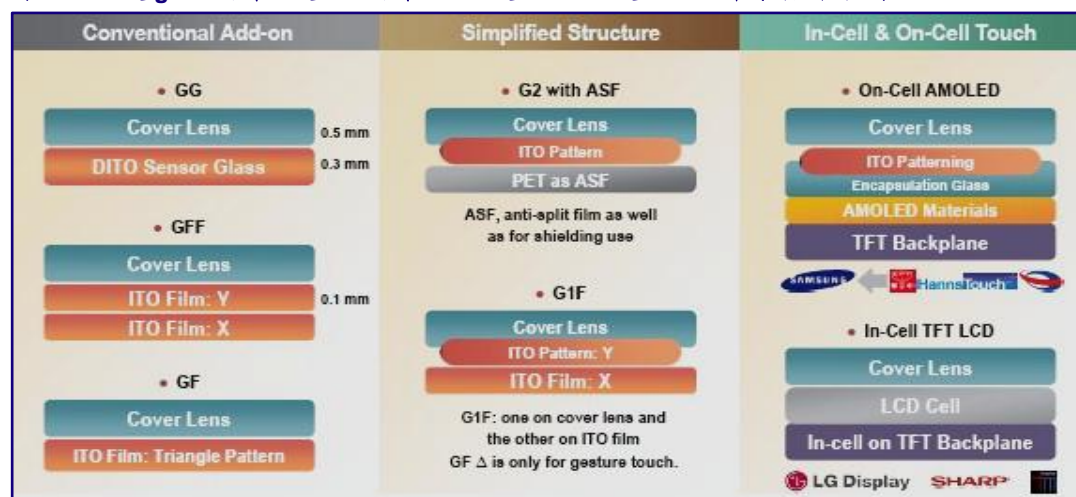 Conventional Add-on
• GG
Cover Lens
0.5 mm
DITO Sensor Glass
0.3 mm
• GFF
Cover Lens
ITO Film: Y
0.1 mm
ITO Film: X
• GF
Cover Lens
ITO Film: Triangle Pattern
Simplified Structure
• G2 with ASF
Cover Lens
ITO Pattern
PET as ASF
ASF, anti-split film as well
as for shielding use
• G1F
Cover Lens
ITO Pattern: Y
ITO Film: X
G1F: one on cover lens and
the other on ITO film
GF Δ is only for gesture touch.
In-Cell & On-Cell Touch
• On-Cell AMOLED
Cover Lens
ITO Patterning
Encapsulation Glass
AMOLED Materials
TFT Backplane
SAMSUNG HannsTouch
• In-Cell TFT LCD
Cover Lens
LCD Cell
In-cell on TFT Backplane
LG Display SHARP